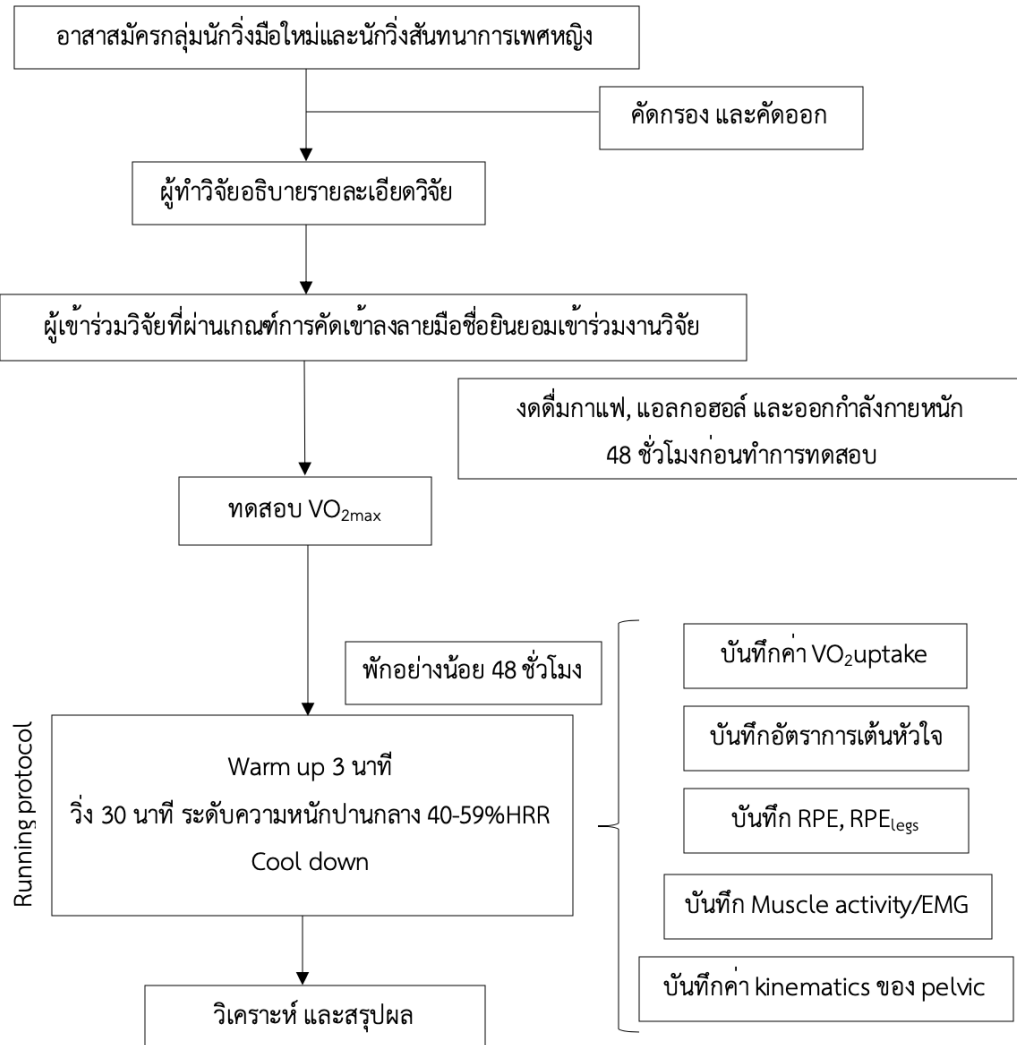 อาสาสมัครกลุ่มนักวิ่งมือใหม่และนักวิ่งสันทนาการเพศหญิง
คัดกรอง และคัดออก
ผู้ทำวิจัยอธิบายรายละเอียดวิจัย
ผู้เข้าร่วมวิจัยที่ผ่านเกณฑ์การคัดเข้าลงลายมือชื่อยินยอมเข้าร่วมงานวิจัย
งดดื่มกาแฟ, แอลกอฮอล์ และออกกำลังกายหนัก
48 ชั่วโมงก่อนทำการทดสอบ
ทดสอบ VO2max
พักอย่างน้อย 48 ชั่วโมง
Running protocol
Warm up 3 นาที
วิ่ง 30 นาที ระดับความหนักปานกลาง 40-59%HRR
Cool down
บันทึกค่า VO2uptake
บันทึกอัตราการเต้นหัวใจ
บันทึก RPE, RPElegs
บันทึก Muscle activity/EMG
บันทึกค่า kinematics ของ pelvic
วิเคราะห์ และสรุปผล